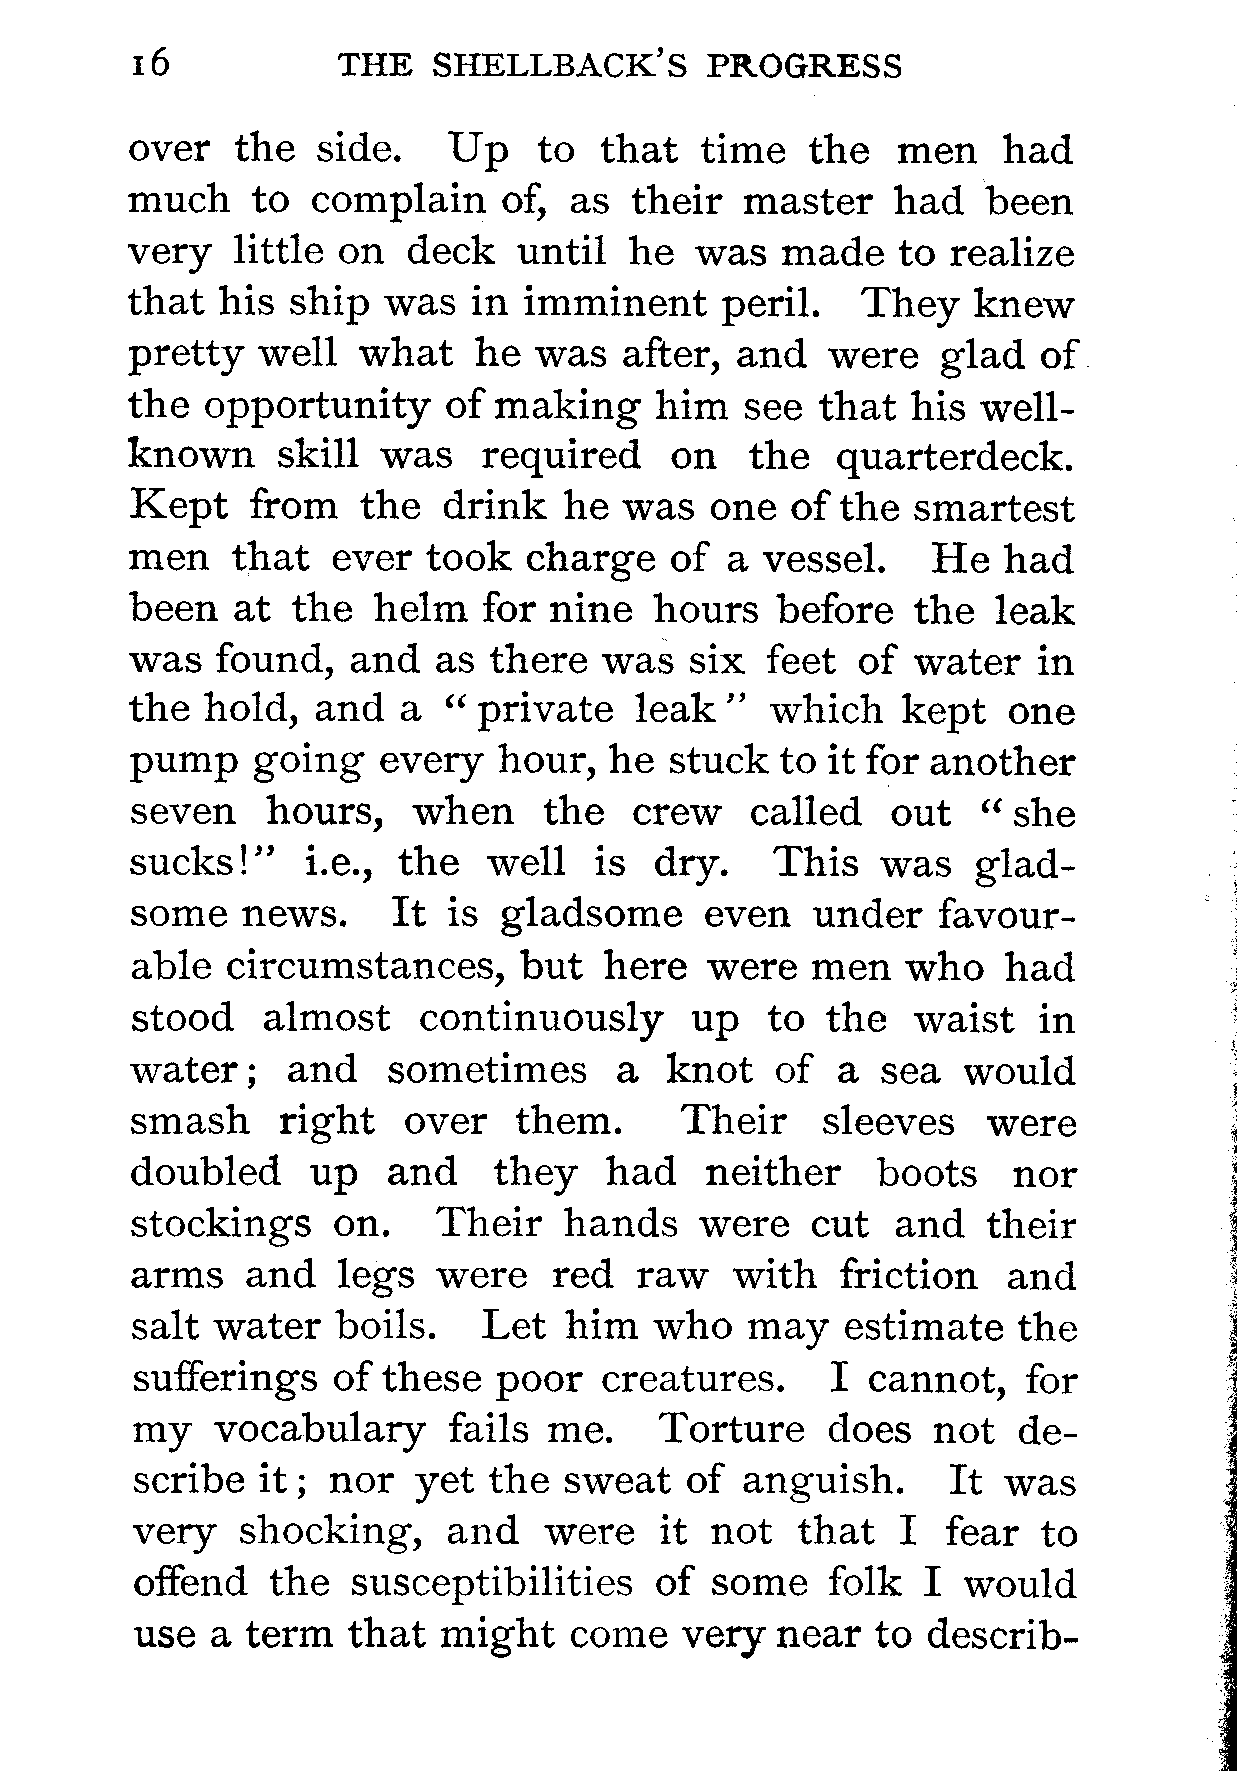 16 THE SHELLBACK'S PROGRESS
over the side. Up to that time the men had
much to complain of, as their master had been
very little on deck until he was made to realize
that his ship was in imminent peril. They knew
pretty well what he was after, and were glad of
the opportunity of making him see that his well-
known skill was required on the quarterdeck.
Kept from the drink he was one of the smartest
men that ever took charge of a vessel. He had
been at the helm for nine hours before the leak
was found, and as there was six feet of water in
the hold, and a “ private leak ” which kept one
pump going every hour, he stuck to it for another
seven hours, when the crew called out “ she
sucks!” i.e., the well is dry. This was glad-
some news. It is gladsome even under favour-
able circumstances, but here were men who had
stood almost continuously up to the waist in
water ; and sometimes a knot of a sea would
smash right over them. Their sleeves were
doubled up and they had neither boots nor
stockings on. Their hands were cut and their
arms and legs were red raw with friction and
salt water boils. Let him who may estimate the
sufferings of these poor creatures. I cannot, for
my vocabulary fails me. Torture does not de-
scribe it ; nor yet the sweat of anguish. It was
very shocking, and were it not that I fear to
offend the susceptibilities of some folk I would
use a term that might come very near to describ-